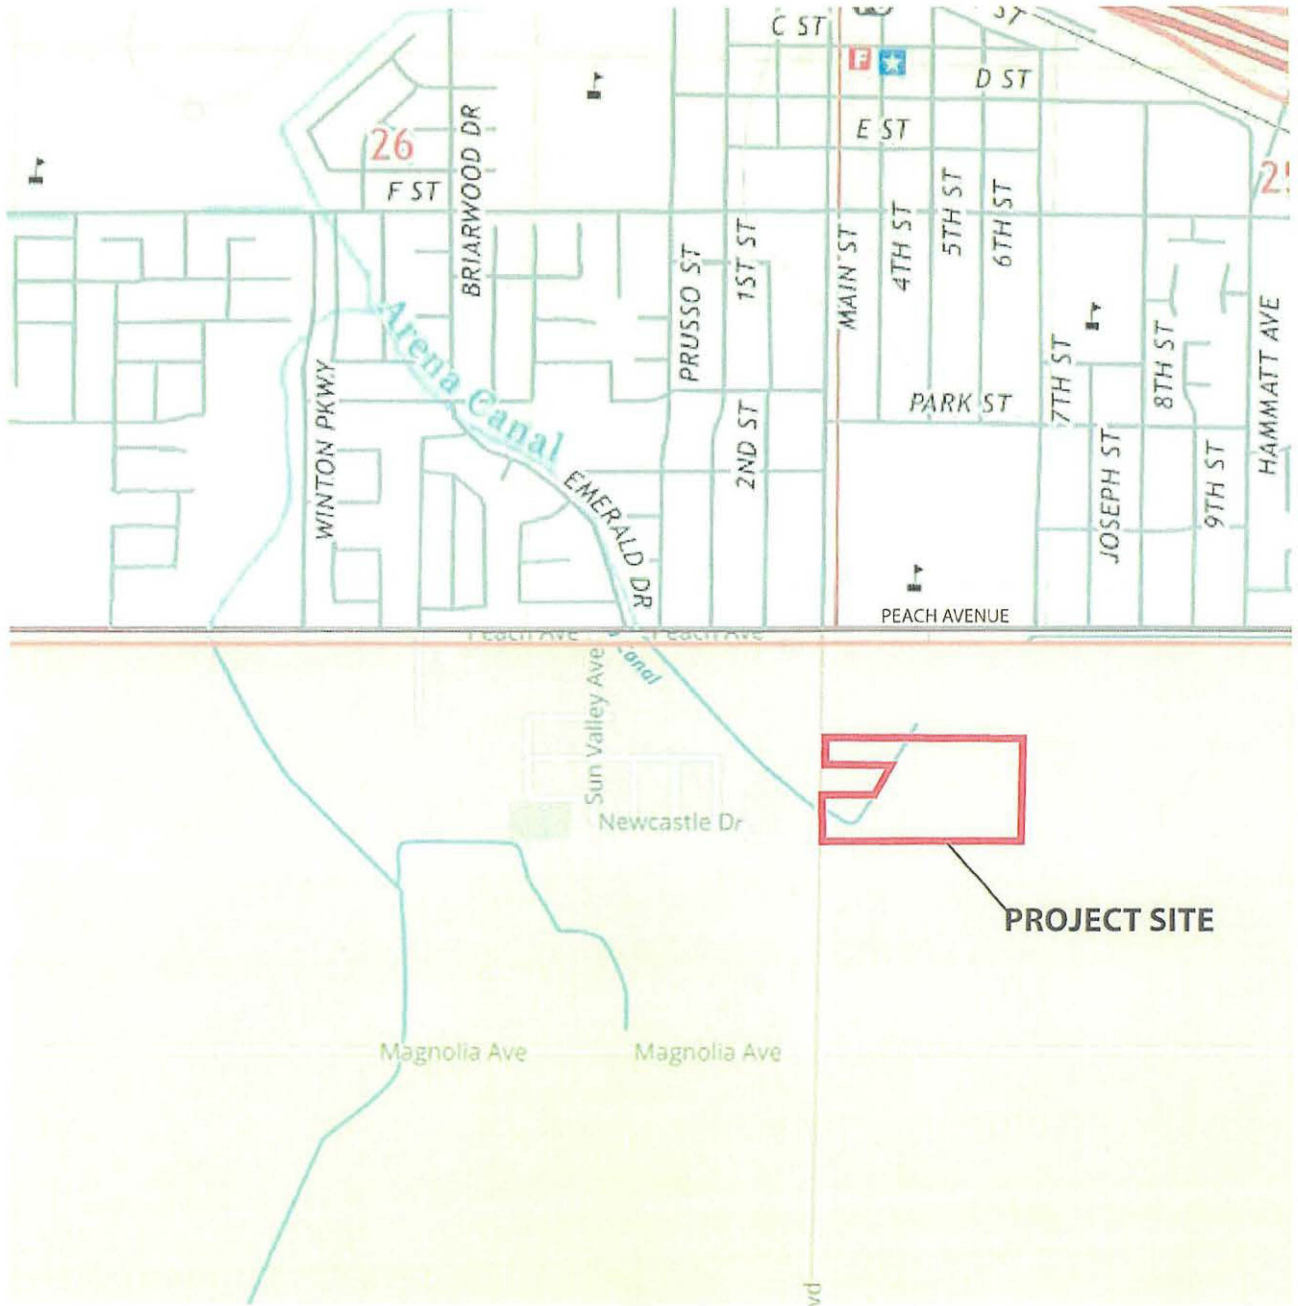 C ST
ST
F
D ST
E ST
26
F ST
BRIARWOOD DR
PRUSSO ST
1ST ST
MAIN ST
4TH ST
5TH ST
6TH ST
Arena Canal
WINTON PKWY
PARK ST
7TH ST
8TH ST
HAMMATT AVE
2ND ST
EMERALD DR
JOSEPH ST
9TH ST
PEACH AVENUE
Peach Ave
Peach Ave
Canal
Sun Valley Ave
Newcastle Dr
PROJECT SITE
Magnolia Ave
Magnolia Ave
vd